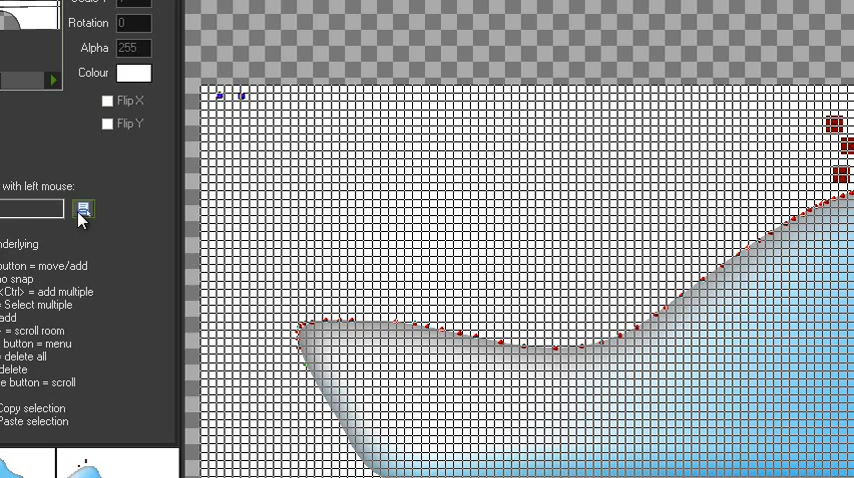 Rotation 0
Alpha 255
Colour
Flip X
Flip Y
with left mouse:
nderlying
button = move/add
no snap
<Ctrl> = add multiple
= Select multiple
add
> = scroll room
button = menu
= delete all
delete
e button = scroll
Copy selection
Paste selection